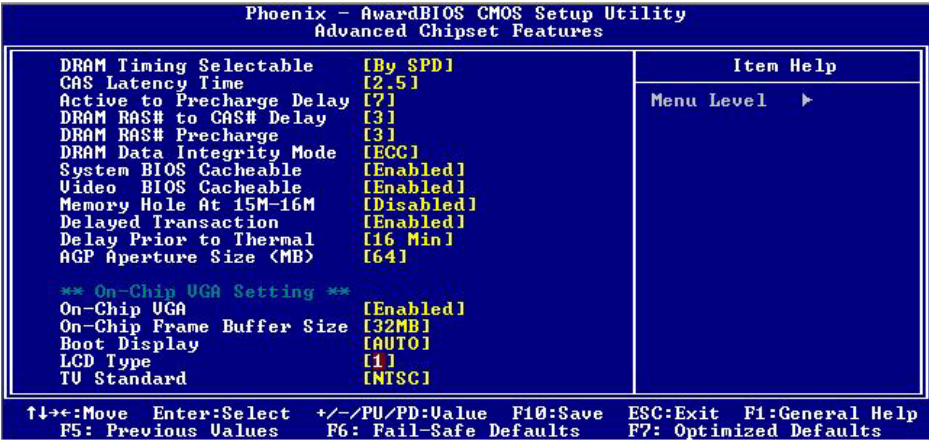 Phoenix - AwardBIOS CMOS Setup Utility
Advanced Chipset Features
DRAM Timing Selectable [By SPD]
CAS Latency Time [2.5]
Active to Precharge Delay [7]
DRAM RAS# to CAS# Delay [3]
DRAM RAS# Precharge [3]
DRAM Data Integrity Mode [ECC]
System BIOS Cacheable [Enabled]
Video BIOS Cacheable [Enabled]
Memory Hole At 15M-16M [Disabled]
Delayed Transaction [Enabled]
Delay Prior to Thermal [16 Min]
AGP Aperture Size (MB) [64]
** On-Chip VGA Setting **
On-Chip VGA [Enabled]
On-Chip Frame Buffer Size [32MB]
Boot Display [AUTO]
LCD Type [1]
TV Standard [NTSC]
Item Help
Menu Level ►
↑↓→←:Move Enter:Select +/-/PU/PD:Value F10:Save ESC:Exit F1:General Help
F5: Previous Values F6: Fail-Safe Defaults F7: Optimized Defaults